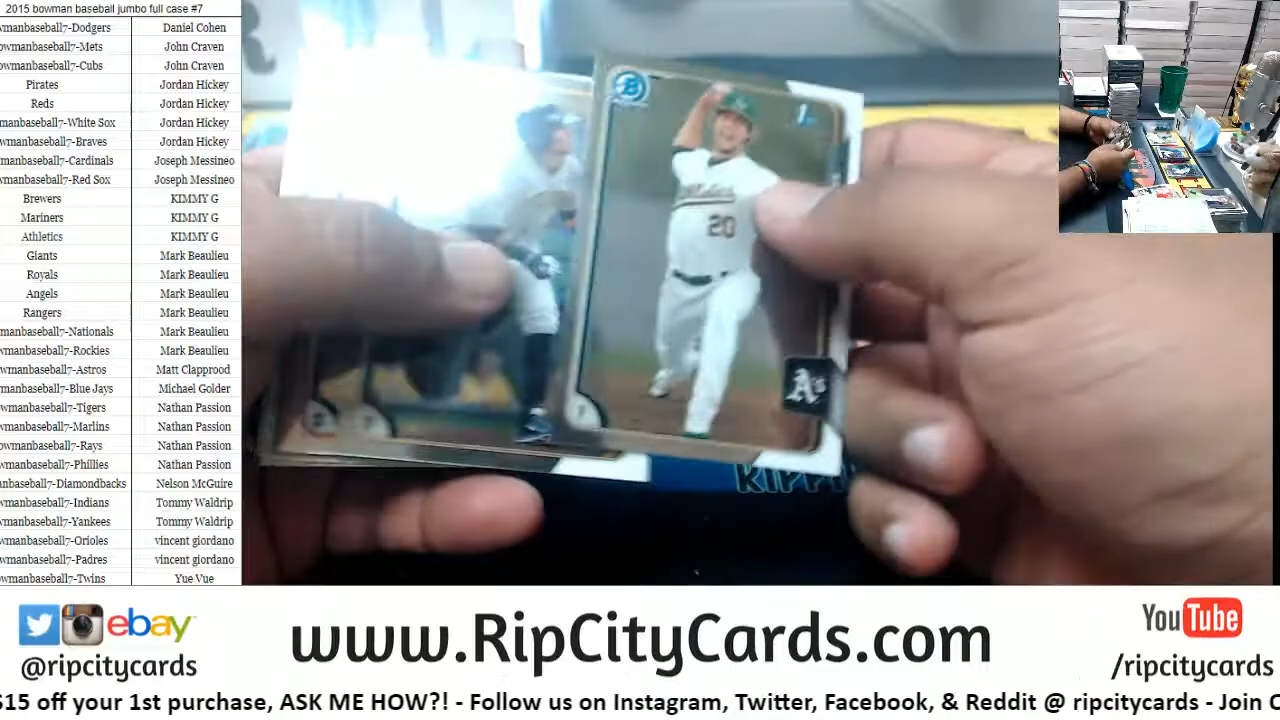 2015 bowman baseball jumbo full case #7
wmanbaseball7-Dodgers Daniel Cohen
owmanbaseball7-Mets John Craven
owmanbaseball7-Cubs John Craven
Pirates Jordan Hickey
Reds Jordan Hickey
manbaseball7-White Sox Jordan Hickey
wmanbaseball7-Braves Jordan Hickey
manbaseball7-Cardinals Joseph Messineo
wmanbaseball7-Red Sox Joseph Messineo
Brewers KIMMY G
Mariners KIMMY G
Athletics KIMMY G
Giants Mark Beaulieu
Royals Mark Beaulieu
Angels Mark Beaulieu
Rangers Mark Beaulieu
manbaseball7-Nationals Mark Beaulieu
wmanbaseball7-Rockies Mark Beaulieu
wmanbaseball7-Astros Matt Clapprood
manbaseball7-Blue Jays Michael Golder
wmanbaseball7-Tigers Nathan Passion
wmanbaseball7-Marlins Nathan Passion
owmanbaseball7-Rays Nathan Passion
wmanbaseball7-Phillies Nathan Passion
anbaseball7-Diamondbacks Nelson McGuire
wmanbaseball7-Indians Tommy Waldrip
wmanbaseball7-Yankees Tommy Waldrip
wmanbaseball7-Orioles vincent giordano
owmanbaseball7-Padres vincent giordano
owmanbaseball7-Twins Yue Vue
B
1st
20
A's
ebay
@ripcitycards
www.RipCityCards.com
YouTube
/ripcitycards
$15 off your 1st purchase, ASK ME HOW?! - Follow us on Instagram, Twitter, Facebook, & Reddit @ ripcitycards - Join